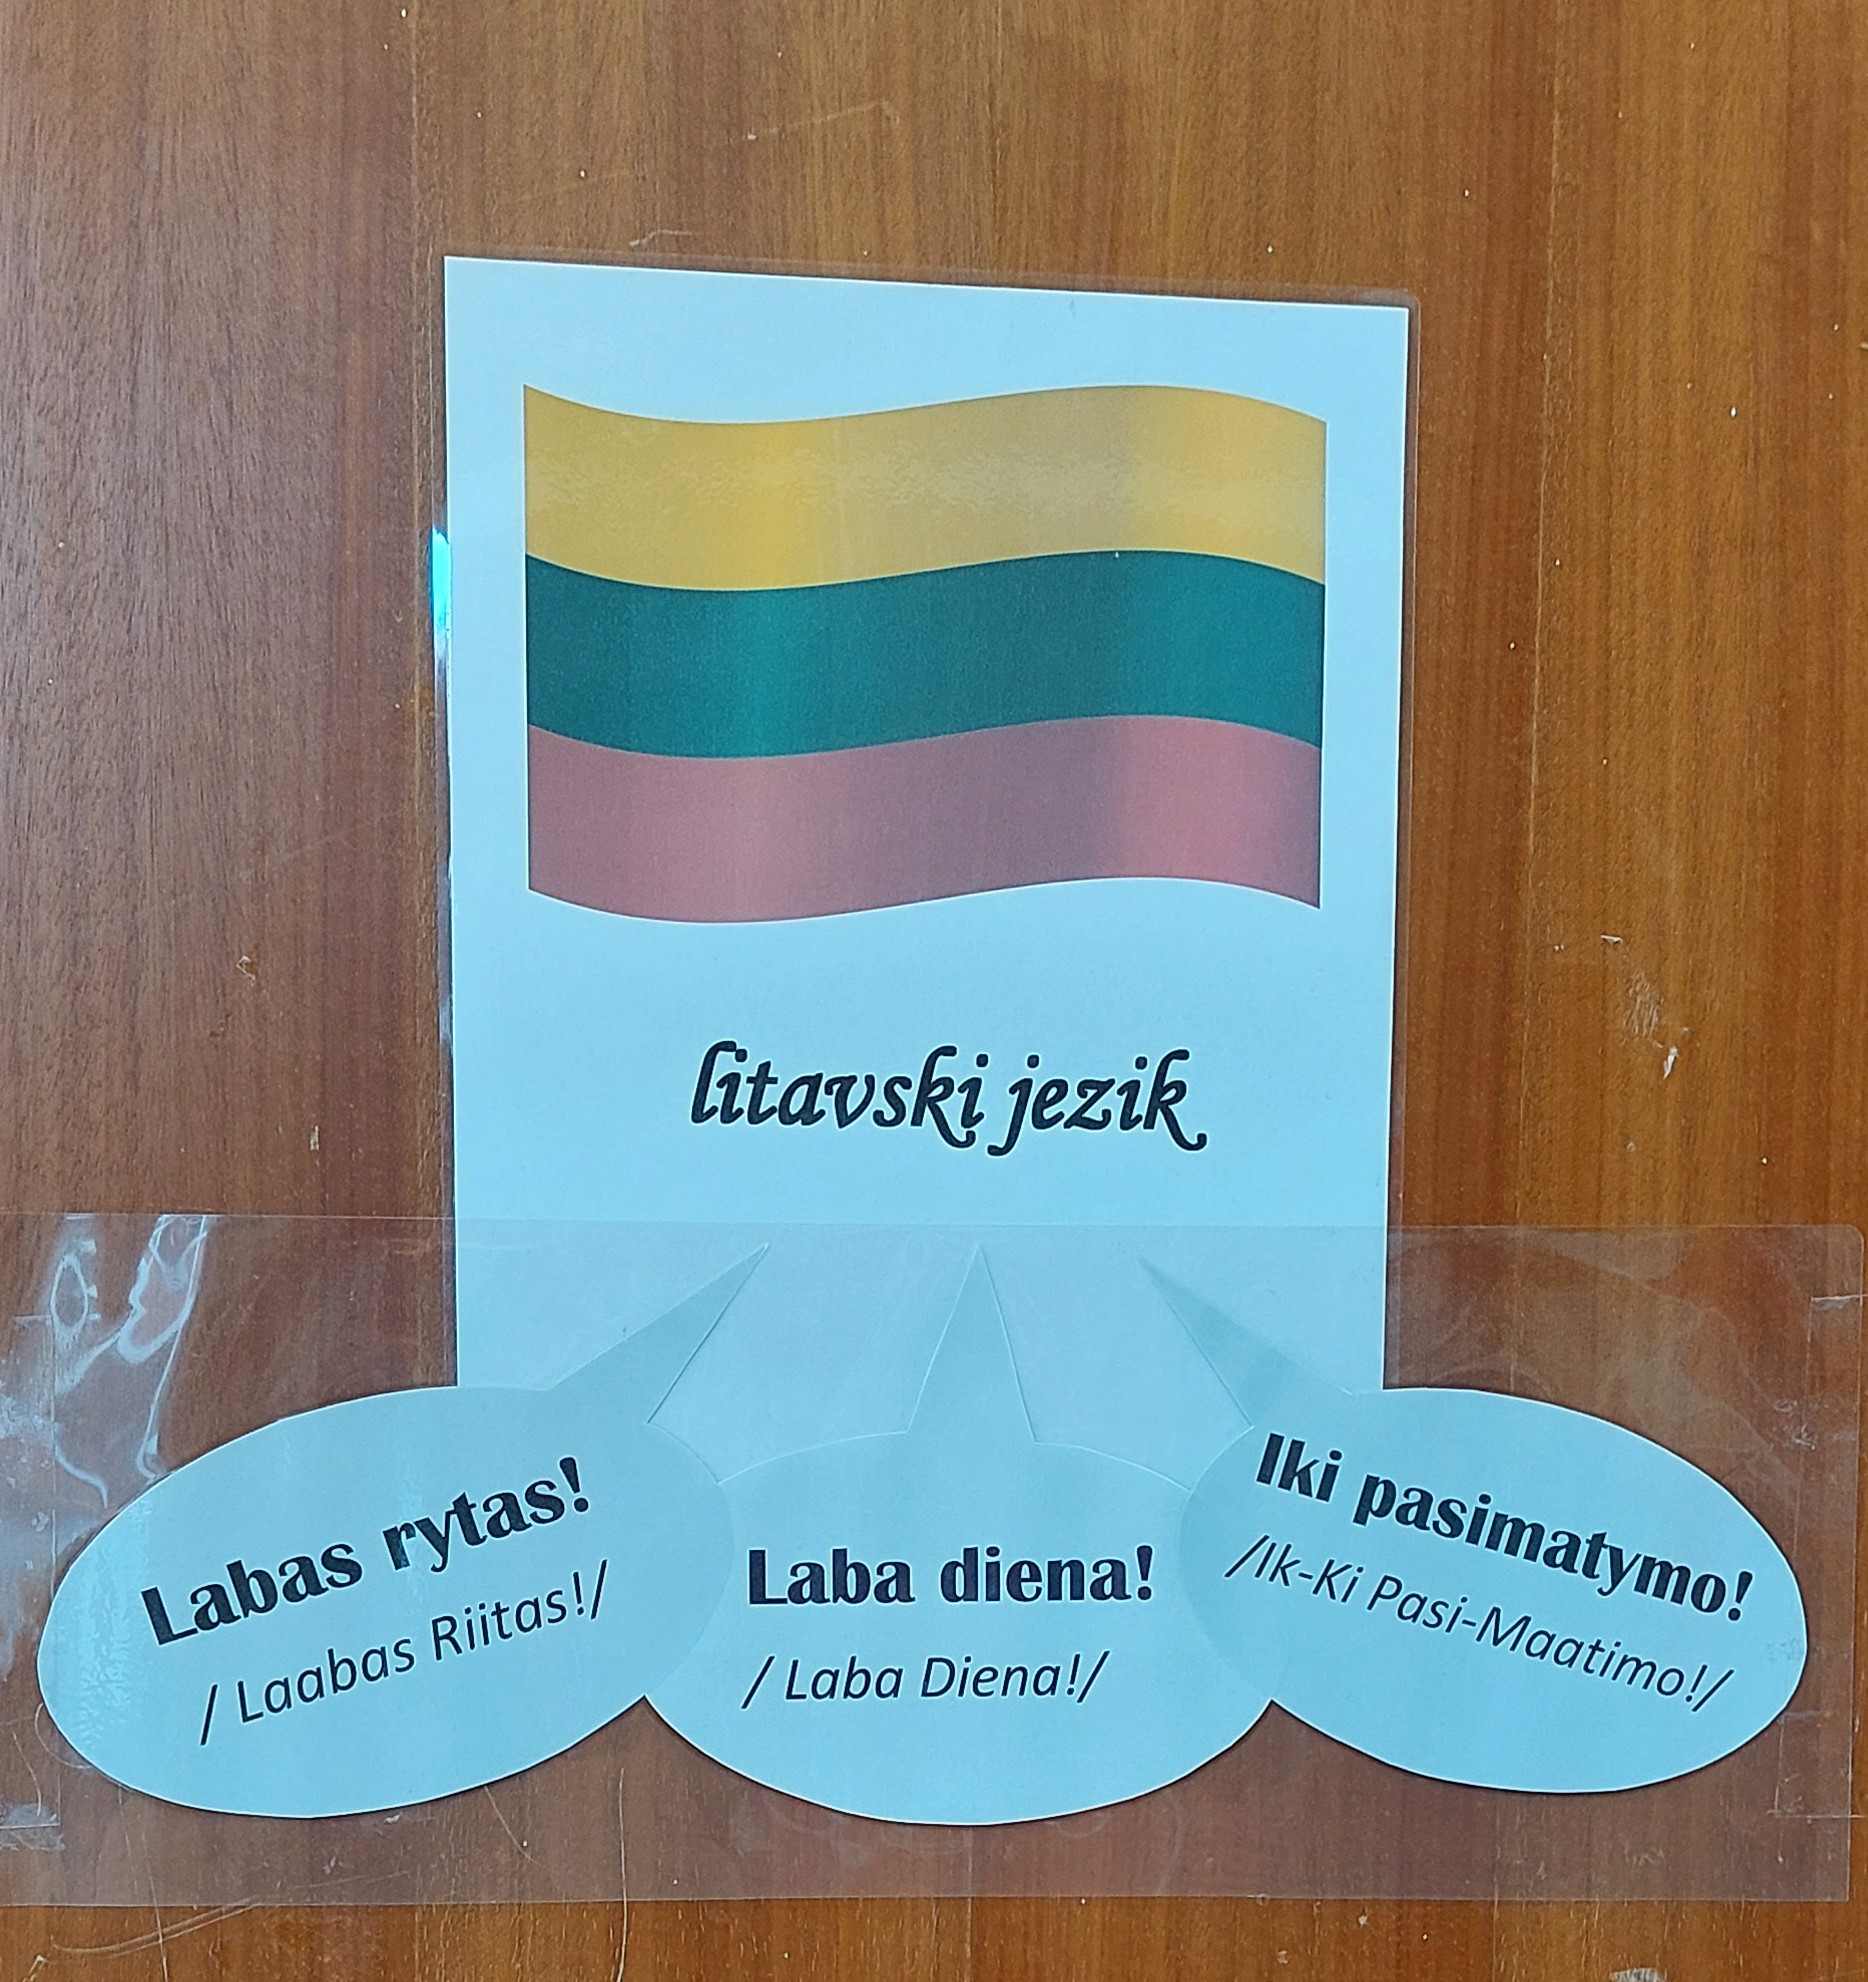 litavski jezik
Labas rytas!
/ Laabas Riitas!/
Laba diena!
/ Laba Diena!/
Iki pasimatymo!
/Ik-Ki Pasi-Maatimo!/